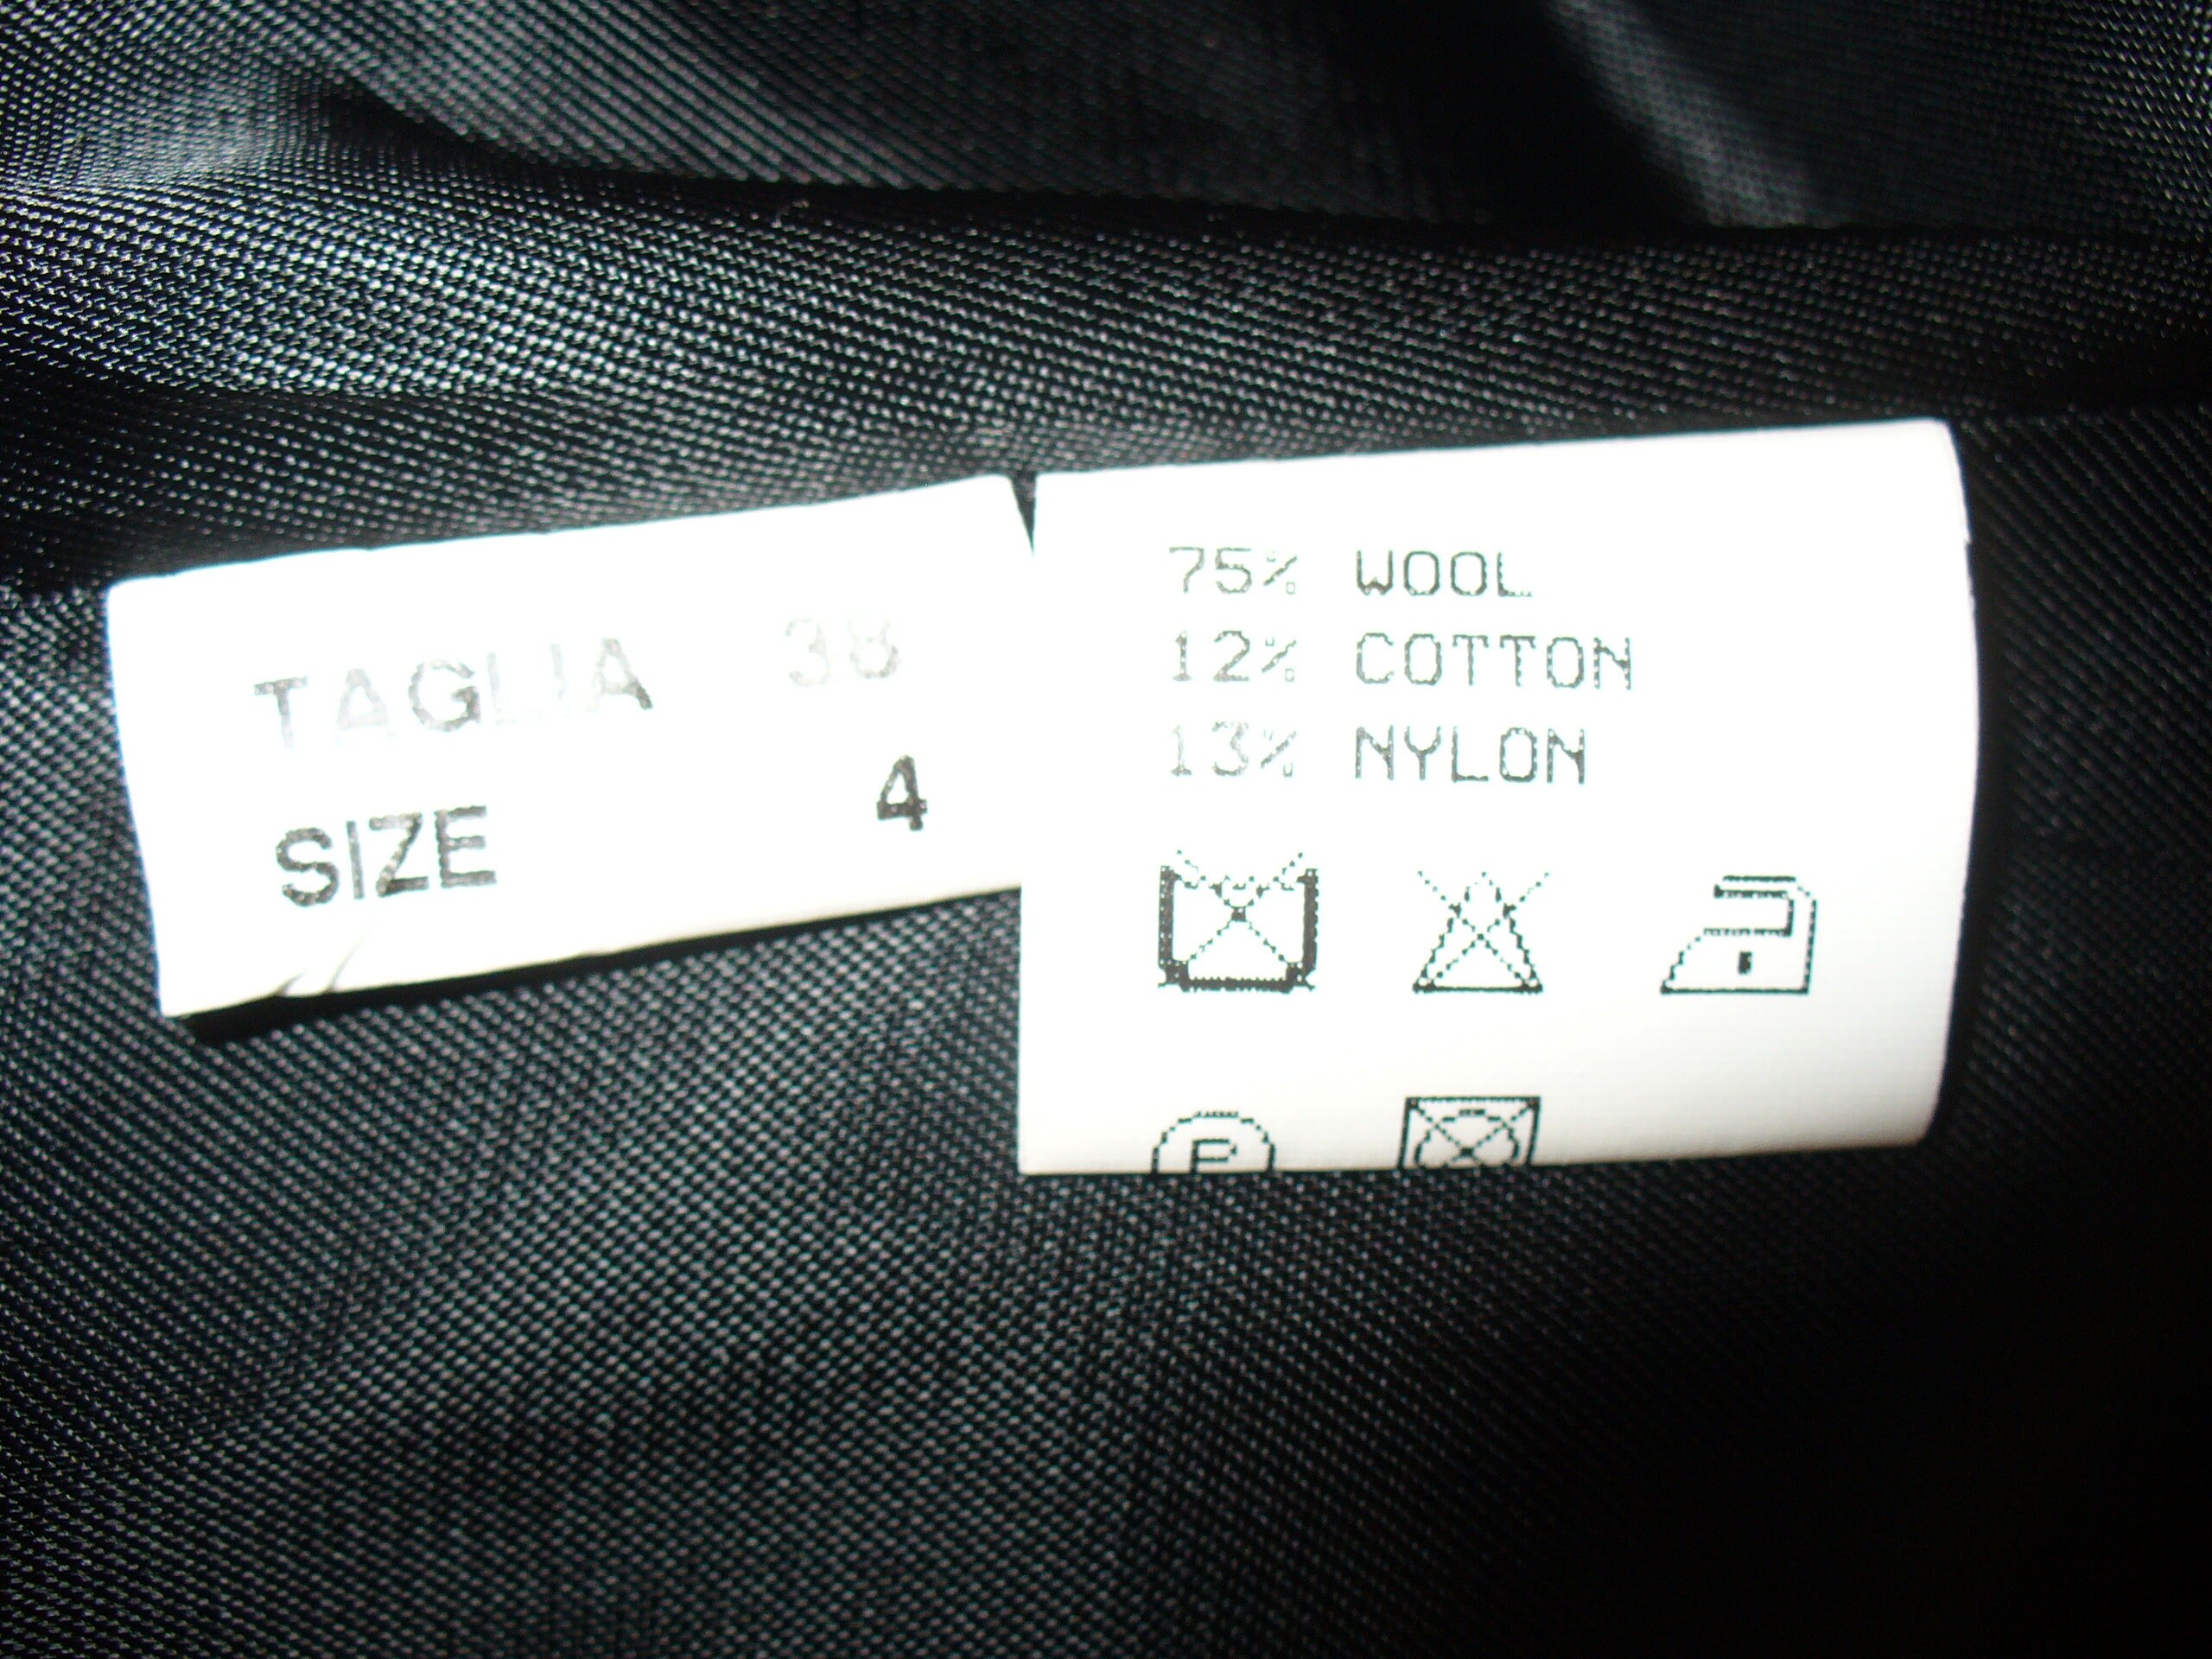 TAGLIA 38
SIZE 4
75% WOOL
12% COTTON
13% NYLON
P